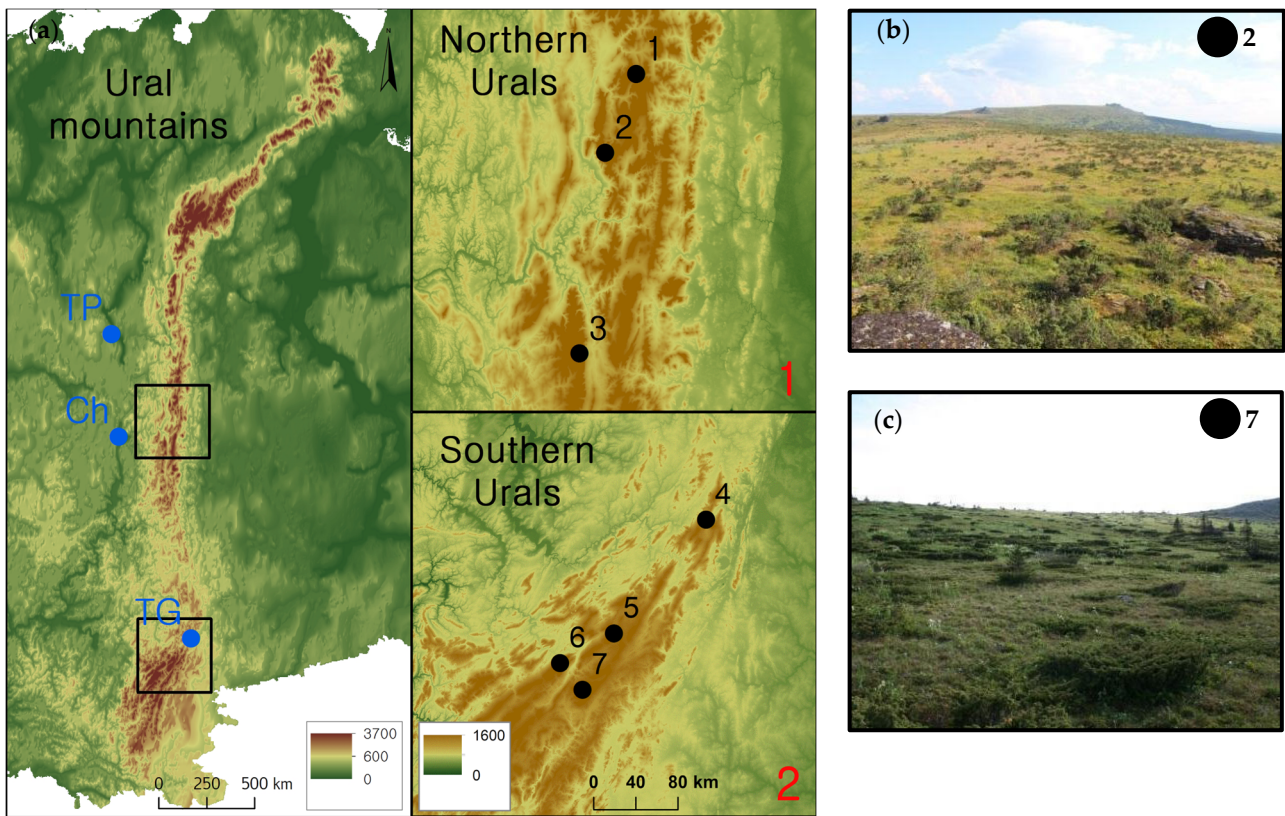 (a)
N
Ural
mountains
TP
Ch
TG
3700
600
0
0 250 500 km
Northern
Urals
1
2
3
1
Southern
Urals
4
5
6
7
1600
0
0 40 80 km
2
(b)
2
(c)
7